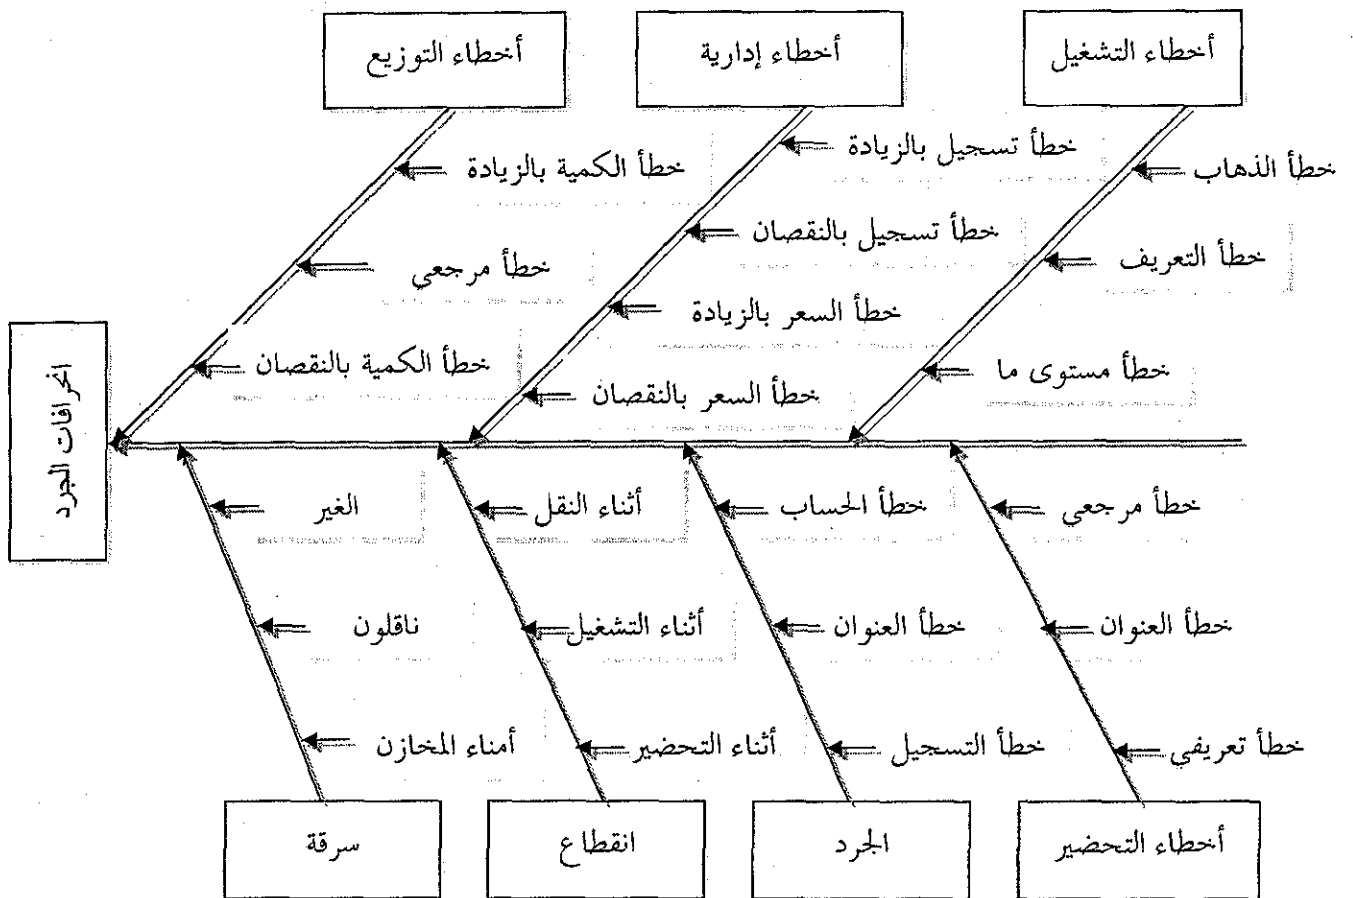 أخطاء التشغيل
أخطاء إدارية
أخطاء التوزيع
خطأ الذهاب
خطأ التعريف
خطأ مستوى ما
خطأ تسجيل بالزيادة
خطأ تسجيل بالنقصان
خطأ السعر بالزيادة
خطأ السعر بالنقصان
خطأ الكمية بالزيادة
خطأ مرجعي
خطأ الكمية بالنقصان
انحرافات الجرد
خطأ مرجعي
خطأ العنوان
خطأ تعريفي
خطأ الحساب
خطأ العنوان
خطأ التسجيل
أثناء النقل
أثناء التشغيل
أثناء التحضير
الغير
ناقلون
أمناء المخازن
أخطاء التحضير
الجرد
انقطاع
سرقة